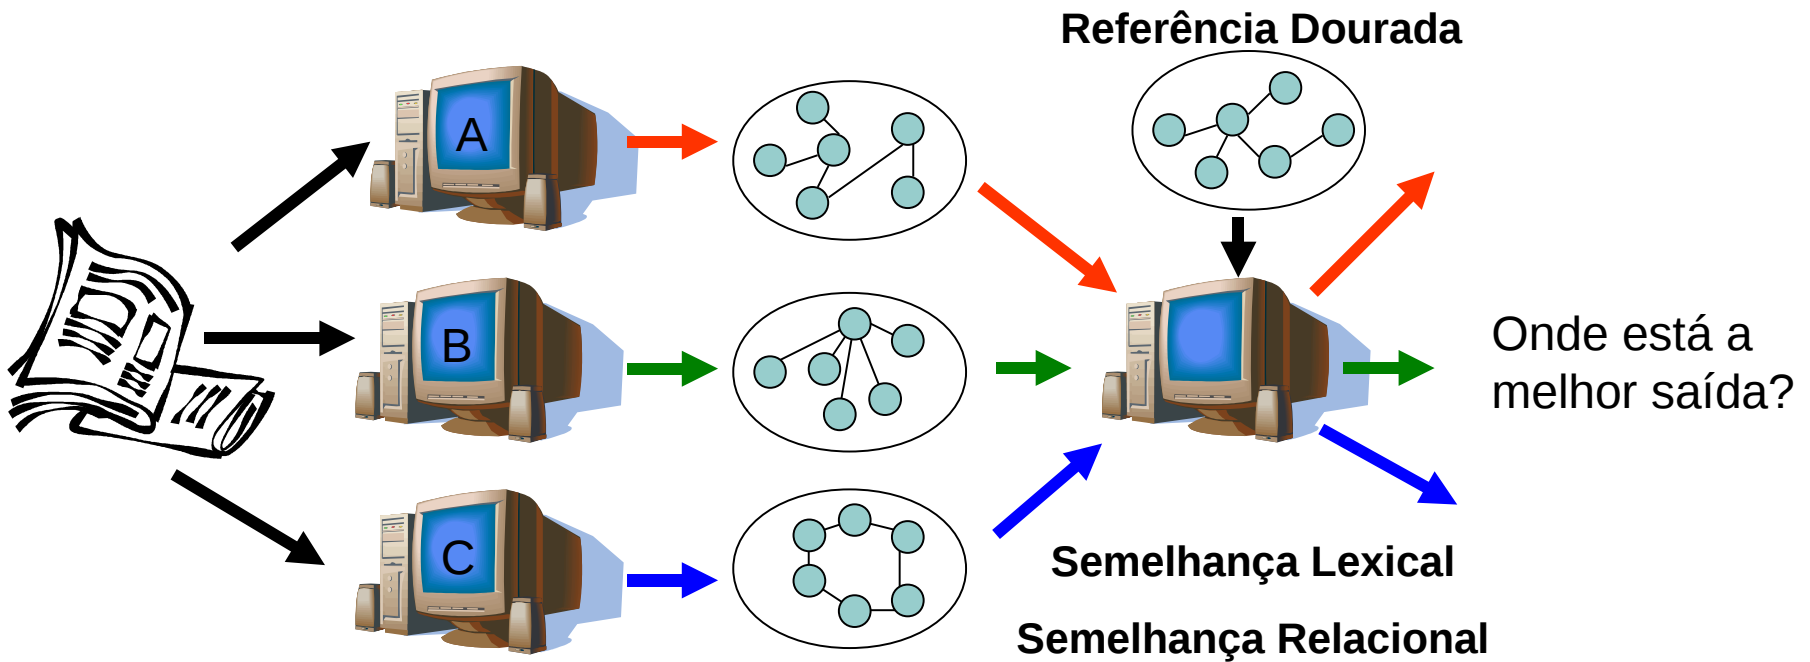 Referência Dourada
A
B
Onde está a
melhor saída?
C
Semelhança Lexical
Semelhança Relacional